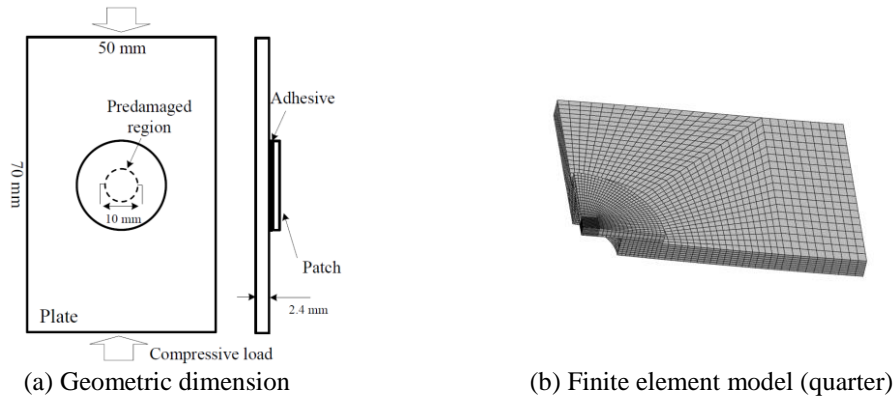 50 mm
Predamaged
region
Adhesive
70 mm
10 mm
Patch
2.4 mm
Plate
Compressive load
(a) Geometric dimension
(b) Finite element model (quarter)